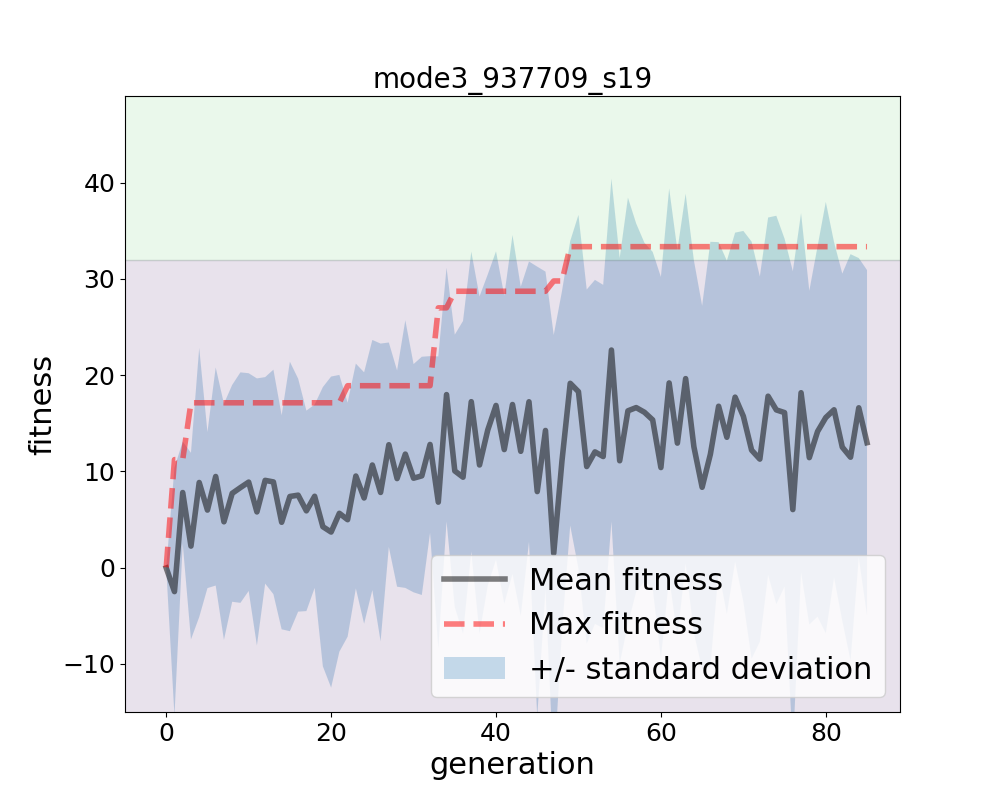 mode3_937709_s19
fitness
40
30
20
10
0
−10
0 20 40 60 80
generation
Mean fitness
Max fitness
+/- standard deviation